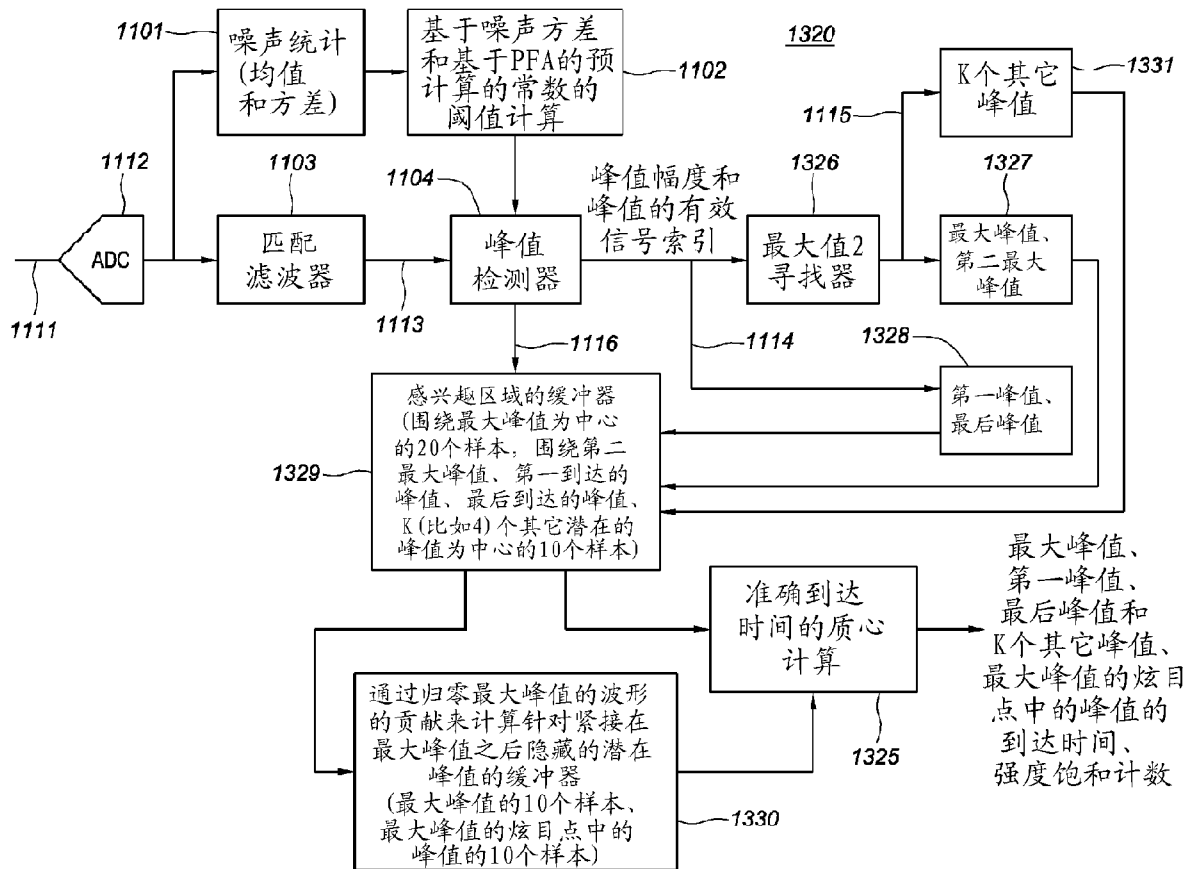 1101
噪声统计
(均值
和方差)
基于噪声方差
和基于PFA的预
计算的常数的
阈值计算
1102
1320
K个其它
峰值
1331
1115
1112
ADC
1111
1103
匹配
滤波器
1113
1104
峰值
检测器
峰值幅度和
峰值的有效
信号索引
1326
最大值2
寻找器
1327
最大峰值、
第二最大
峰值
1116
1114
1328
第一峰值、
最后峰值
1329
感兴趣区域的缓冲器
(围绕最大峰值为中心
的20个样本；围绕第二
最大峰值、第一到达的
峰值、最后到达的峰值、
K(比如4)个其它潜在的
峰值为中心的10个样本)
准确到达
时间的质心
计算
1325
最大峰值、
第一峰值、
最后峰值和
K个其它峰值、
最大峰值的炫目
点中的峰值的
到达时间、
强度饱和计数
通过归零最大峰值的波形
的贡献来计算针对紧接在
最大峰值之后隐藏的潜在
峰值的缓冲器
(最大峰值的10个样本、
最大峰值的炫目点中的
峰值的10个样本)
1330